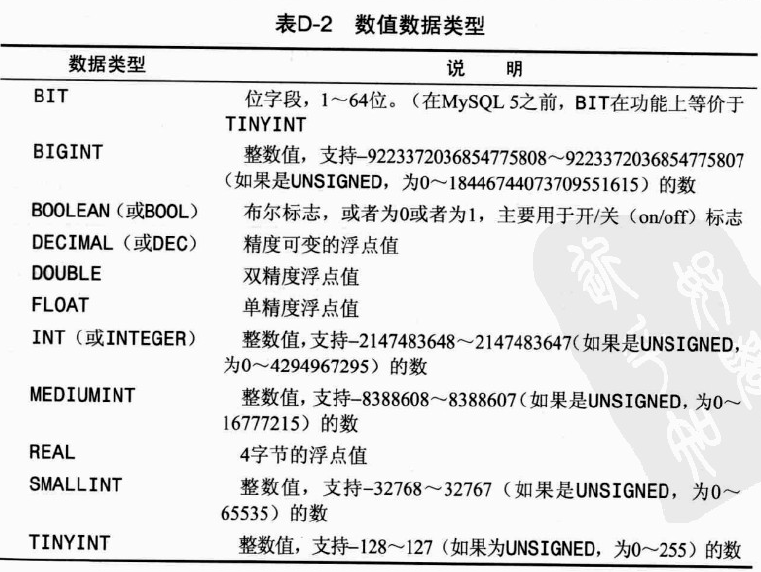 表D-2 数值数据类型
数据类型 说 明
BIT 位字段，1～64位。（在MySQL 5之前，BIT在功能上等价于
TINYINT
BIGINT 整数值，支持–9223372036854775808～9223372036854775807
（如果是UNSIGNED，为0～18446744073709551615）的数
BOOLEAN（或BOOL） 布尔标志，或者为0或者为1，主要用于开/关（on/off）标志
DECIMAL（或DEC） 精度可变的浮点值
DOUBLE 双精度浮点值
FLOAT 单精度浮点值
INT（或INTEGER） 整数值，支持–2147483648～2147483647（如果是UNSIGNED，
为0～4294967295）的数
MEDIUMINT 整数值，支持–8388608～8388607（如果是UNSIGNED，为0～
16777215）的数
REAL 4字节的浮点值
SMALLINT 整数值，支持–32768～32767（如果是UNSIGNED，为0～
65535）的数
TINYINT 整数值，支持–128～127（如果为UNSIGNED，为0～255）的数